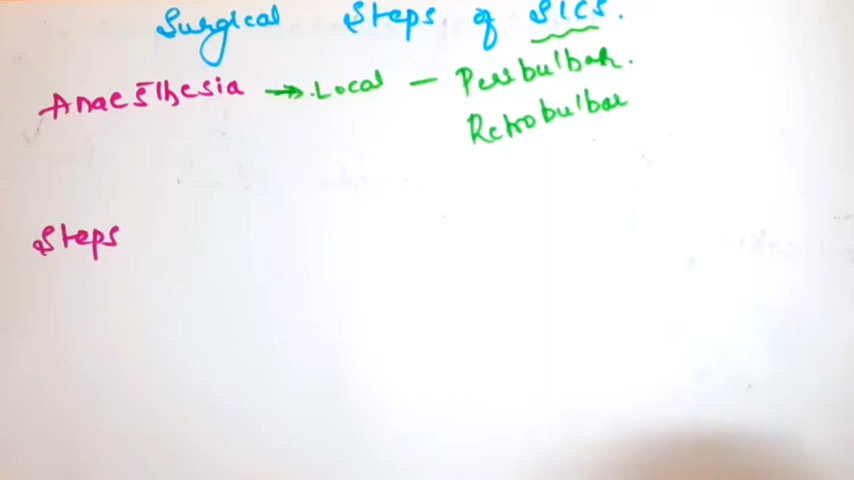 Surgical Steps of SICS.
Anaesthesia → Local — Peribulbar.
Retrobulbar
Steps